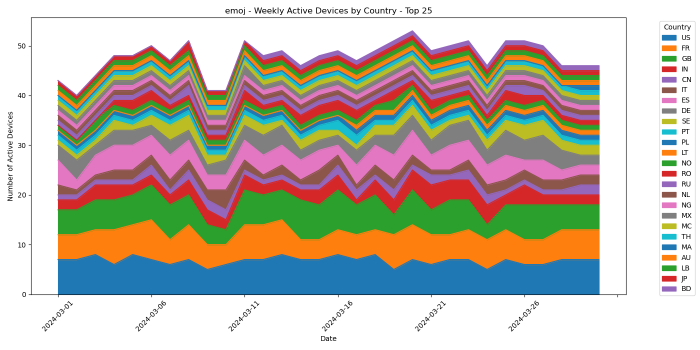 emoj - Weekly Active Devices by Country - Top 25
Number of Active Devices
50
40
30
20
10
0
2024-03-01
2024-03-06
2024-03-11
2024-03-16
2024-03-21
2024-03-26
Date
Country
US
FR
GB
IN
CN
IT
ES
DE
SE
PT
PL
LT
NO
RO
RU
NL
NG
MX
MC
TH
MA
AU
LB
JP
BD